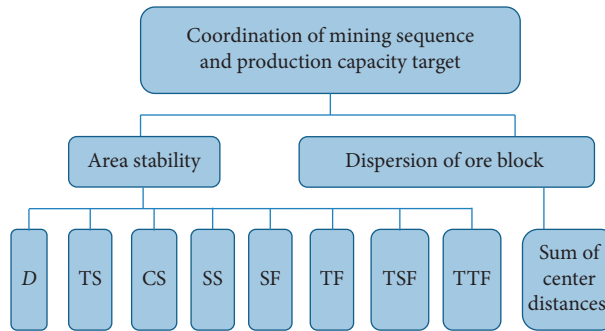 Coordination of mining sequence
and production capacity target
Area stability
Dispersion of ore block
D
TS
CS
SS
SF
TF
TSF
TTF
Sum of
center
distances